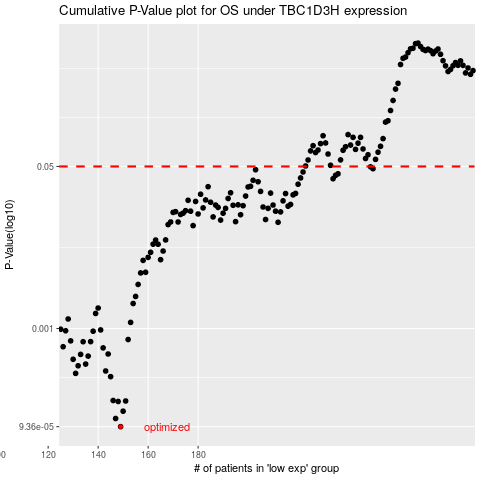 Cumulative P-Value plot for OS under TBC1D3H expression
P-Value(log10)
0.05
0.001
9.36e-05
optimized
00
120
140
160
180
# of patients in 'low exp' group